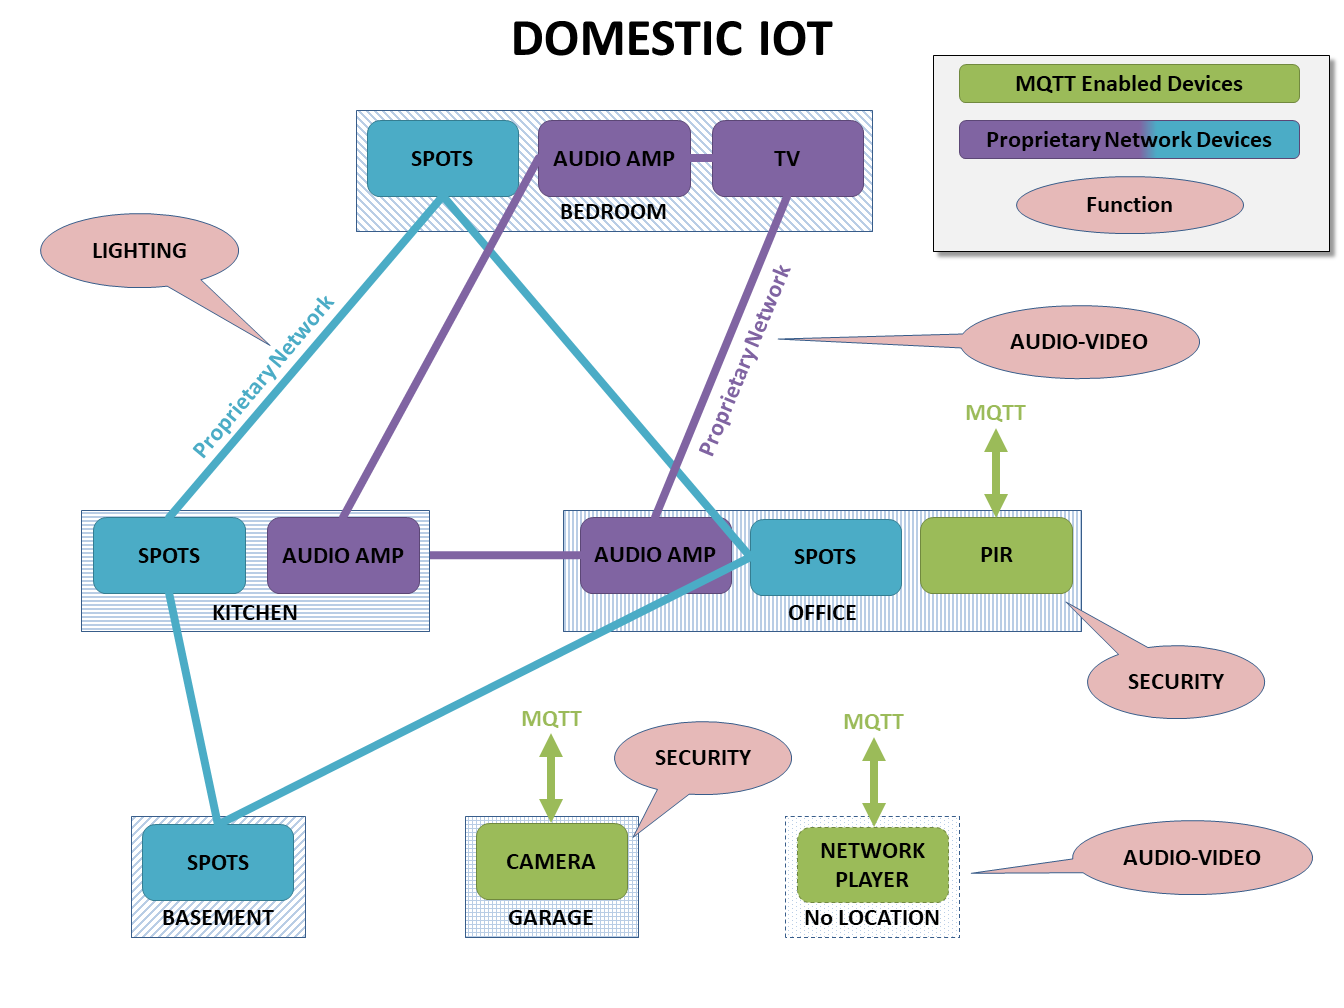 DOMESTIC IOT
MQTT Enabled Devices
Proprietary Network Devices
Function
SPOTS
AUDIO AMP
TV
BEDROOM
LIGHTING
Proprietary Network
Proprietary Network
AUDIO-VIDEO
MQTT
SPOTS
AUDIO AMP
KITCHEN
AUDIO AMP
SPOTS
PIR
OFFICE
SECURITY
MQTT
SECURITY
MQTT
SPOTS
BASEMENT
CAMERA
GARAGE
NETWORK
PLAYER
No LOCATION
AUDIO-VIDEO